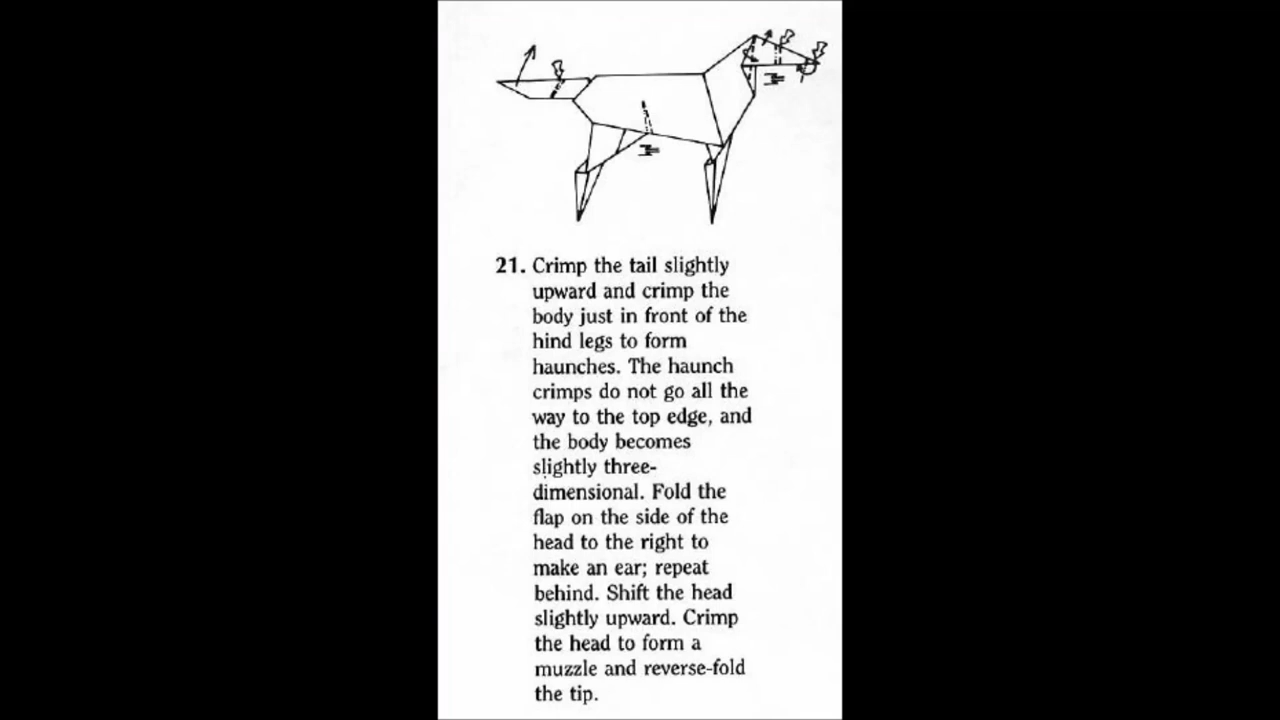 21. Crimp the tail slightly
upward and crimp the
body just in front of the
hind legs to form
haunches. The haunch
crimps do not go all the
way to the top edge, and
the body becomes
slightly three-
dimensional. Fold the
flap on the side of the
head to the right to
make an ear; repeat
behind. Shift the head
slightly upward. Crimp
the head to form a
muzzle and reverse-fold
the tip.